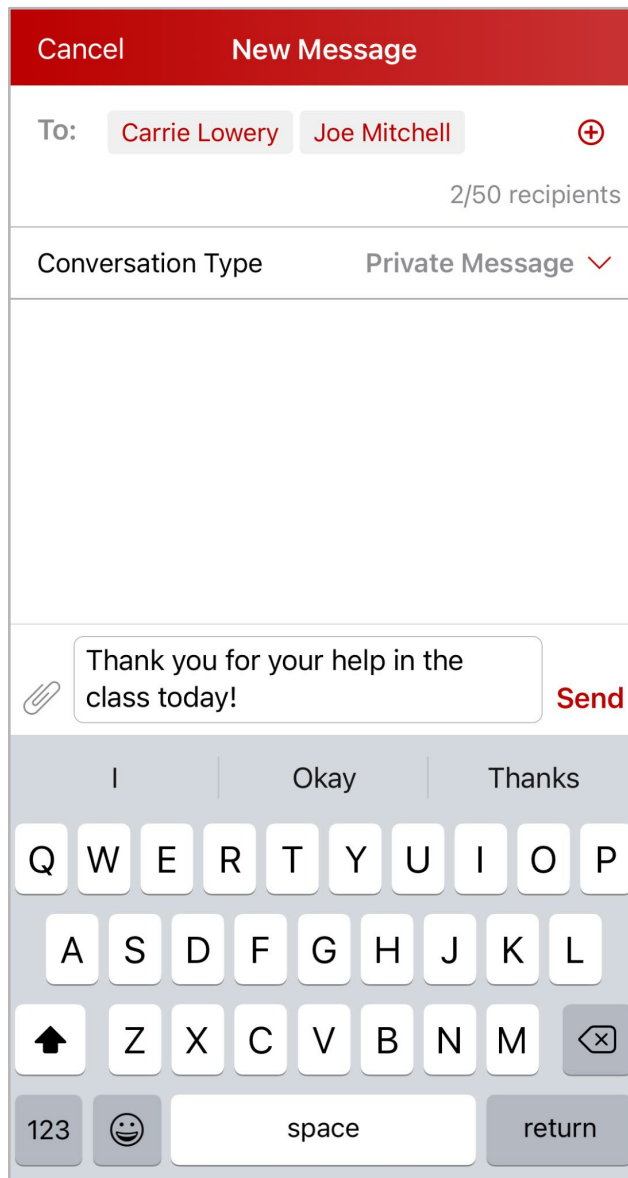 Cancel New Message
To: Carrie Lowery Joe Mitchell
2/50 recipients
Conversation Type Private Message
Thank you for your help in the
class today!
Send
I Okay Thanks
Q W E R T Y U I O P
A S D F G H J K L
Z X C V B N M
123 space return